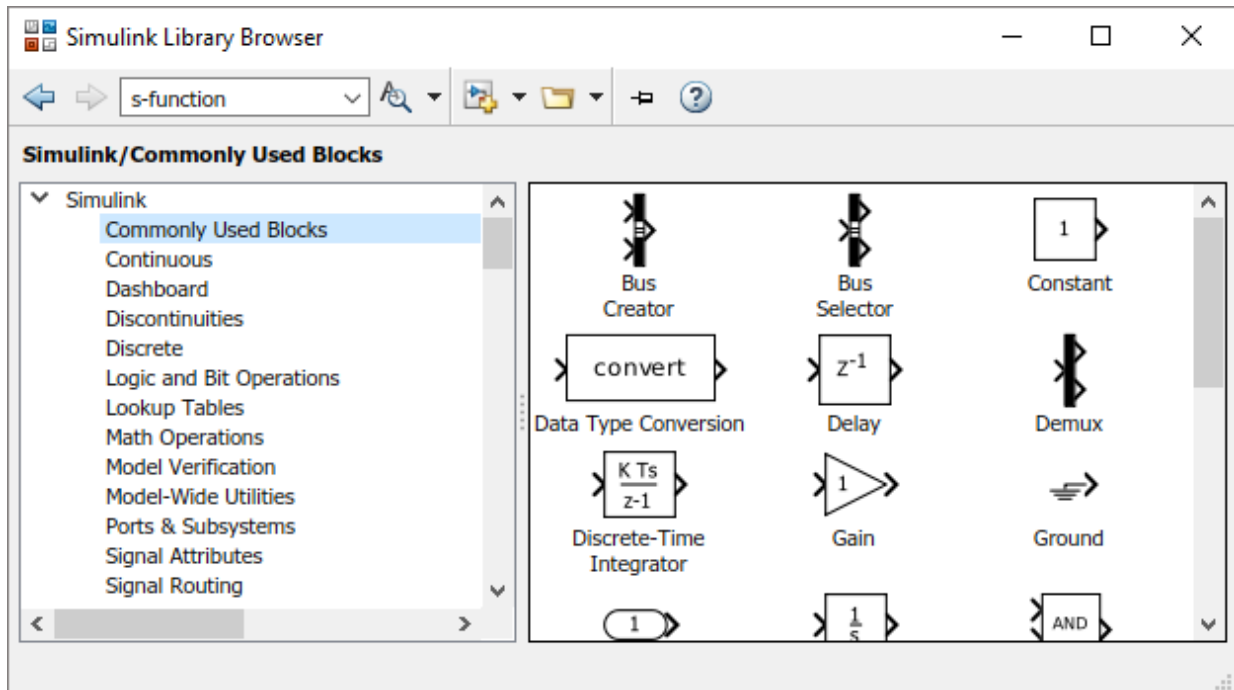 Simulink Library Browser
s-function
Simulink/Commonly Used Blocks
Simulink
Commonly Used Blocks
Continuous
Dashboard
Discontinuities
Discrete
Logic and Bit Operations
Lookup Tables
Math Operations
Model Verification
Model-Wide Utilities
Ports & Subsystems
Signal Attributes
Signal Routing
Bus
Creator
Bus
Selector
1
Constant
convert
Data Type Conversion
z-1
Delay
Demux
K Ts
z-1
Discrete-Time
Integrator
1
Gain
Ground
1
1
s
AND